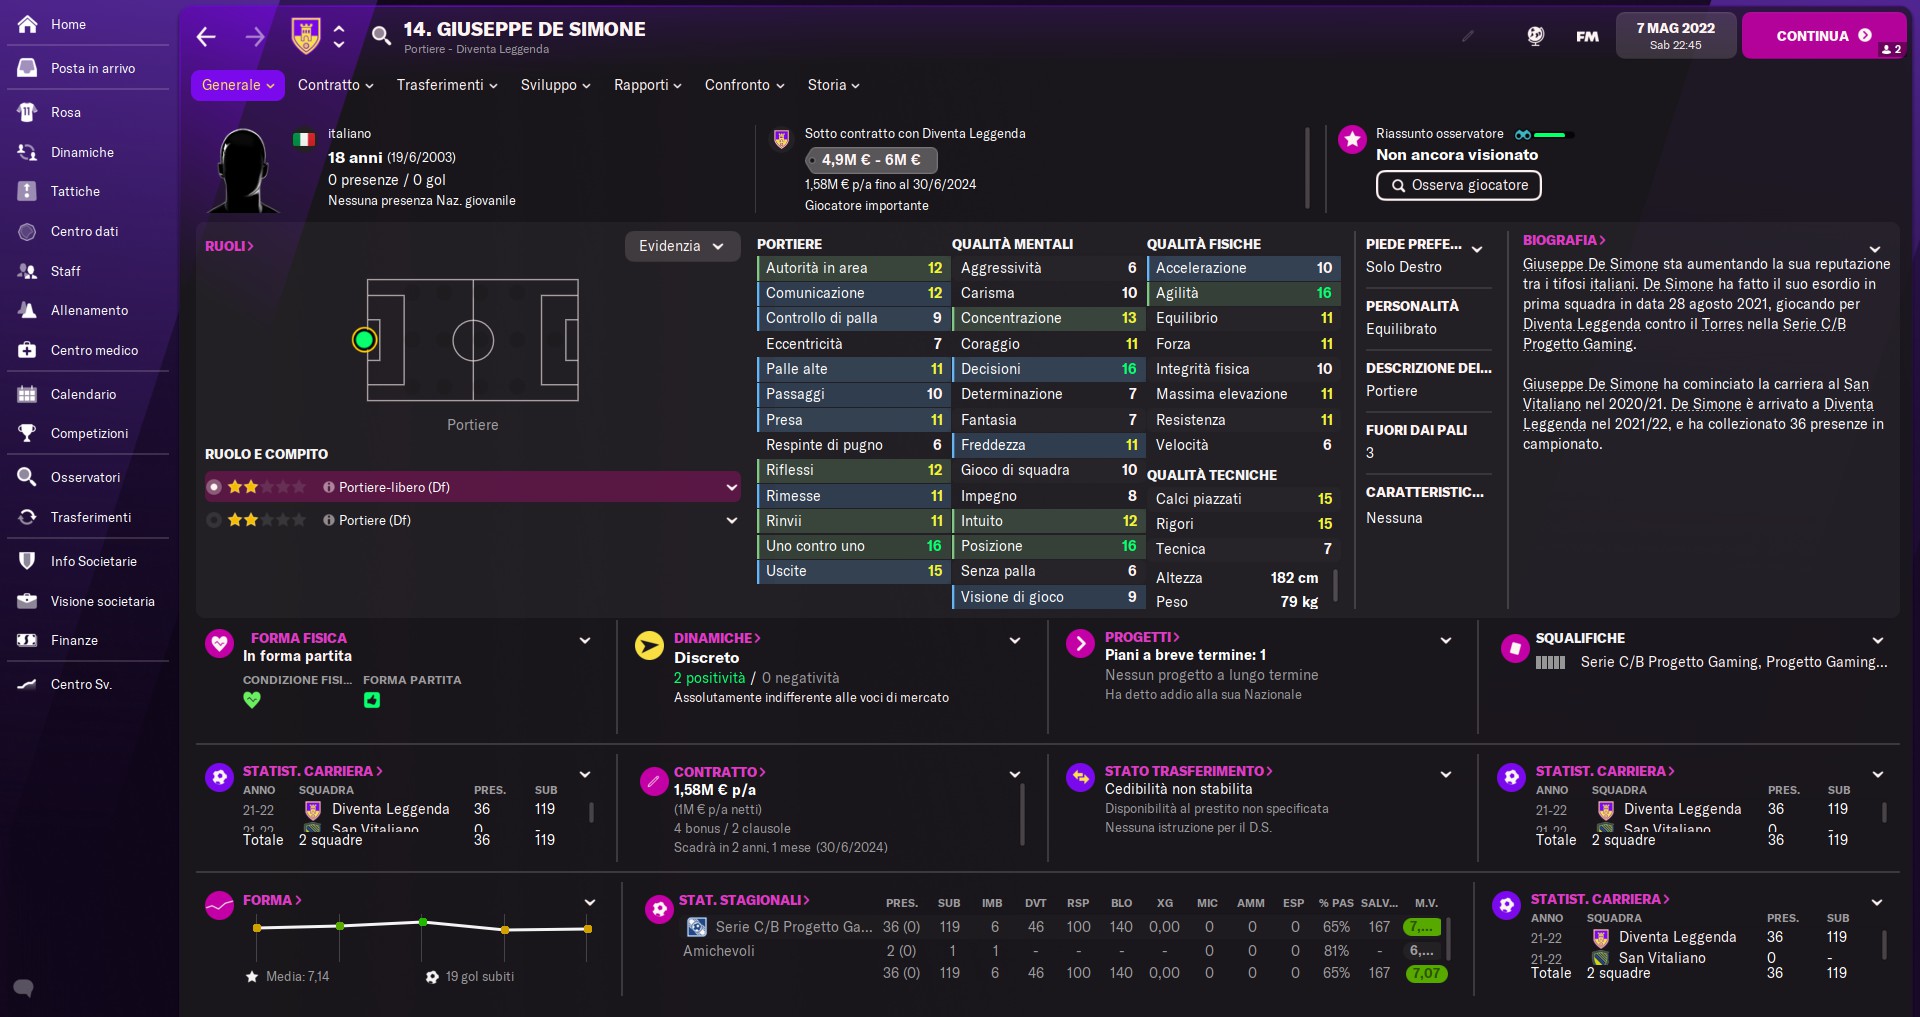 Home
Posta in arrivo
Rosa
Dinamiche
Tattiche
Centro dati
Staff
Allenamento
Centro medico
Calendario
Competizioni
Osservatori
Trasferimenti
Info Societarie
Visione societaria
Finanze
Centro Sv.
14. GIUSEPPE DE SIMONE
Portiere - Diventa Leggenda
FM
7 MAG 2022
Sab 22:45
CONTINUA
2
Generale
Contratto
Trasferimenti
Sviluppo
Rapporti
Confronto
Storia
italiano
18 anni (19/6/2003)
0 presenze / 0 gol
Nessuna presenza Naz. giovanile
Sotto contratto con Diventa Leggenda
4,9M € - 6M €
1,58M € p/a fino al 30/6/2024
Giocatore importante
Riassunto osservatore
Non ancora visionato
Osserva giocatore
RUOLI
Evidenzia
Portiere
RUOLO E COMPITO
Portiere-libero (Df)
Portiere (Df)
PORTIERE
Autorità in area 12
Comunicazione 12
Controllo di palla 9
Eccentricità 7
Palle alte 11
Passaggi 10
Presa 11
Respinte di pugno 6
Riflessi 12
Rimesse 11
Rinvii 11
Uno contro uno 16
Uscite 15
QUALITÀ MENTALI
Aggressività 6
Carisma 10
Concentrazione 13
Coraggio 11
Decisioni 16
Determinazione 7
Fantasia 7
Freddezza 11
Gioco di squadra 10
Impegno 8
Intuito 12
Posizione 16
Senza palla 6
Visione di gioco 9
QUALITÀ FISICHE
Accelerazione 10
Agilità 16
Equilibrio 11
Forza 11
Integrità fisica 10
Massima elevazione 11
Resistenza 11
Velocità 6
QUALITÀ TECNICHE
Calci piazzati 15
Rigori 15
Tecnica 7
Altezza 182 cm
Peso 79 kg
PIEDE PREFE...
Solo Destro
PERSONALITÀ
Equilibrato
DESCRIZIONE DEI...
Portiere
FUORI DAI PALI
3
CARATTERISTIC...
Nessuna
BIOGRAFIA
Giuseppe De Simone sta aumentando la sua reputazione
tra i tifosi italiani. De Simone ha fatto il suo esordio in
prima squadra in data 28 agosto 2021, giocando per
Diventa Leggenda contro il Torres nella Serie C/B
Progetto Gaming.
Giuseppe De Simone ha cominciato la carriera al San
Vitaliano nel 2020/21. De Simone è arrivato a Diventa
Leggenda nel 2021/22, e ha collezionato 36 presenze in
campionato.
FORMA FISICA
In forma partita
CONDIZIONE FISI... FORMA PARTITA
DINAMICHE
Discreto
2 positività / 0 negatività
Assolutamente indifferente alle voci di mercato
PROGETTI
Piani a breve termine: 1
Nessun progetto a lungo termine
Ha detto addio alla sua Nazionale
SQUALIFICHE
Serie C/B Progetto Gaming, Progetto Gaming...
STATIST. CARRIERA
ANNO SQUADRA PRES. SUB
21-22 Diventa Leggenda 36 119
21-22 San Vitaliano 0 -
Totale 2 squadre 36 119
CONTRATTO
1,58M € p/a
(1M € p/a netti)
4 bonus / 2 clausole
Scadrà in 2 anni, 1 mese (30/6/2024)
STATO TRASFERIMENTO
Cedibilità non stabilita
Disponibilità al prestito non specificata
Nessuna istruzione per il D.S.
STATIST. CARRIERA
ANNO SQUADRA PRES. SUB
21-22 Diventa Leggenda 36 119
21-22 San Vitaliano 0 -
Totale 2 squadre 36 119
FORMA
Media: 7,14
19 gol subiti
STAT. STAGIONALI PRES. SUB IMB DVT RSP BLO XG MIC AMM ESP % PAS SALV... M.V.
Serie C/B Progetto Ga... 36 (0) 119 6 46 100 140 0,00 0 0 0 65% 167 7,...
Amichevoli 2 (0) 1 1 - - - - 0 0 0 81% - 6,...
36 (0) 119 6 46 100 140 0,00 0 0 0 65% 167 7,07
STATIST. CARRIERA
ANNO SQUADRA PRES. SUB
21-22 Diventa Leggenda 36 119
21-22 San Vitaliano 0 -
Totale 2 squadre 36 119